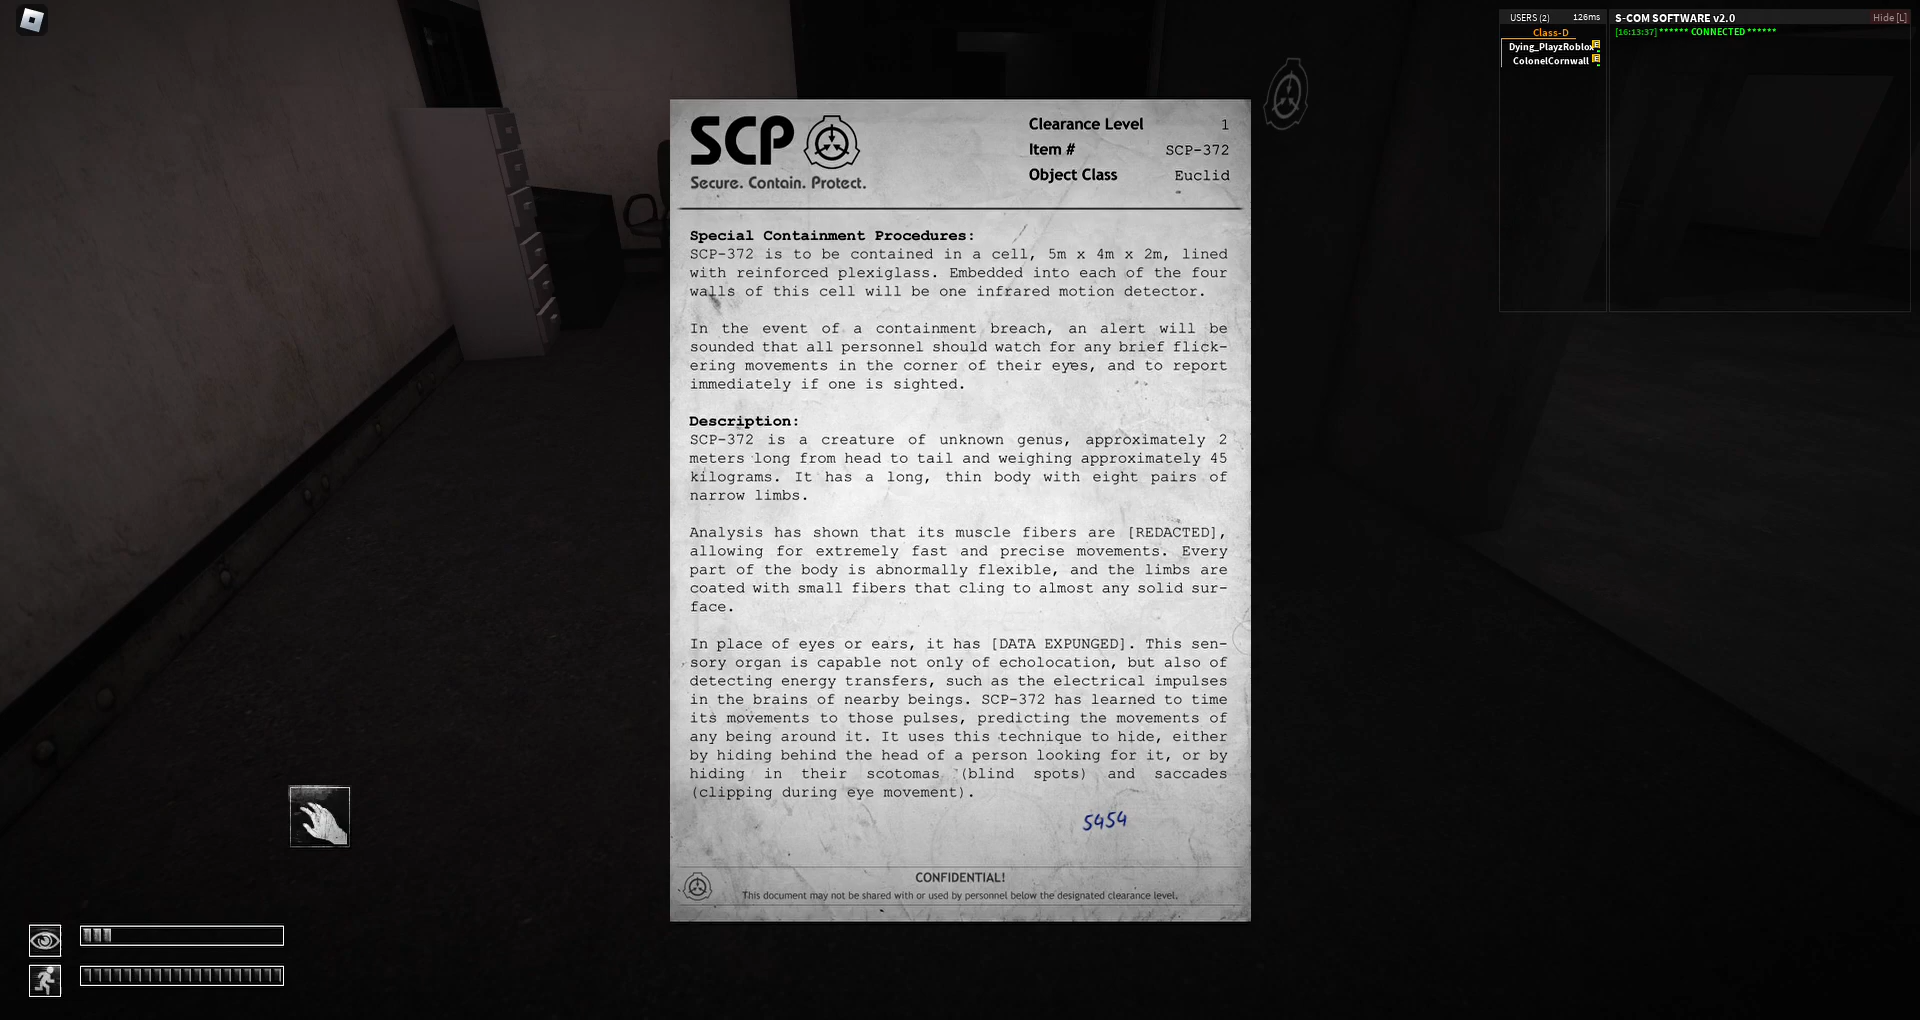 USERS (2) 126ms
Class-D
Dying_PlayzRoblox
ColonelCornwall
S-COM SOFTWARE v2.0 Hide [L]
[16:13:37] ****** CONNECTED ******
SCP
Secure. Contain. Protect.
Clearance Level 1
Item # SCP-372
Object Class Euclid
Special Containment Procedures:
SCP-372 is to be contained in a cell, 5m x 4m x 2m, lined
with reinforced plexiglass. Embedded into each of the four
walls of this cell will be one infrared motion detector.
In the event of a containment breach, an alert will be
sounded that all personnel should watch for any brief flick-
ering movements in the corner of their eyes, and to report
immediately if one is sighted.
Description:
SCP-372 is a creature of unknown genus, approximately 2
meters long from head to tail and weighing approximately 45
kilograms. It has a long, thin body with eight pairs of
narrow limbs.
Analysis has shown that its muscle fibers are [REDACTED],
allowing for extremely fast and precise movements. Every
part of the body is abnormally flexible, and the limbs are
coated with small fibers that cling to almost any solid sur-
face.
In place of eyes or ears, it has [DATA EXPUNGED]. This sen-
sory organ is capable not only of echolocation, but also of
detecting energy transfers, such as the electrical impulses
in the brains of nearby beings. SCP-372 has learned to time
its movements to those pulses, predicting the movements of
any being around it. It uses this technique to hide, either
by hiding behind the head of a person looking for it, or by
hiding in their scotomas (blind spots) and saccades
(clipping during eye movement).
5454
CONFIDENTIAL!
This document may not be shared with or used by personnel below the designated clearance level.